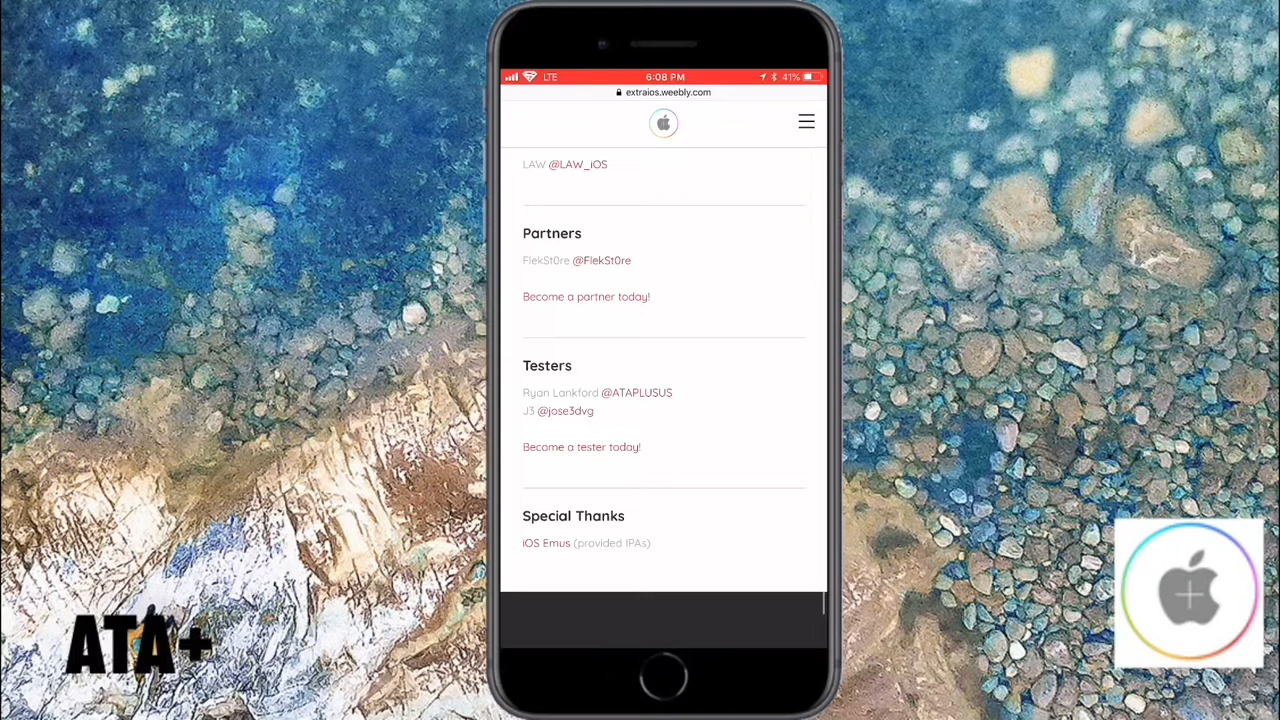 LTE
6:08 PM
41%
extraios.weebly.com
LAW @LAW_iOS
Partners
FlekSt0re @FlekSt0re
Become a partner today!
Testers
Ryan Lankford @ATAPLUSUS
J3 @jose3dvg
Become a tester today!
Special Thanks
iOS Emus (provided IPAs)
ATA+